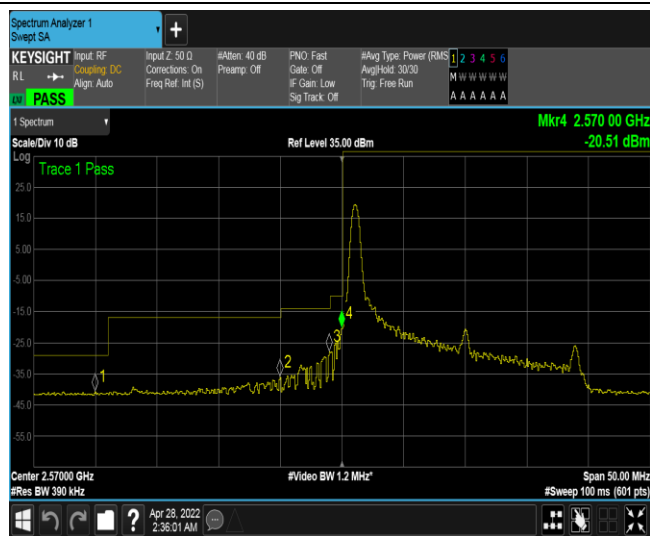 Spectrum Analyzer 1
Swept SA
KEYSIGHT Input: RF Input Z: 50 Ω #Atten: 40 dB PNO: Fast #Avg Type: Power (RMS 1 2 3 4 5 6
RL Coupling: DC Corrections: On Preamp: Off Gate: Off Avg|Hold: 30/30 M W W W W W
Align: Auto Freq Ref: Int (S) IF Gain: Low Trig: Free Run
LXI PASS Sig Track: Off A A A A A A
1 Spectrum Mkr4 2.570 00 GHz
Scale/Div 10 dB Ref Level 35.00 dBm -20.51 dBm
Log
Trace 1 Pass
25.0
15.0
5.00
-5.00
-15.0
4
-25.0
3
-35.0
2
1
-45.0
-55.0
Center 2.57000 GHz #Video BW 1.2 MHz* Span 50.00 MHz
#Res BW 390 kHz #Sweep 100 ms (601 pts)
? Apr 28, 2022
2:36:01 AM